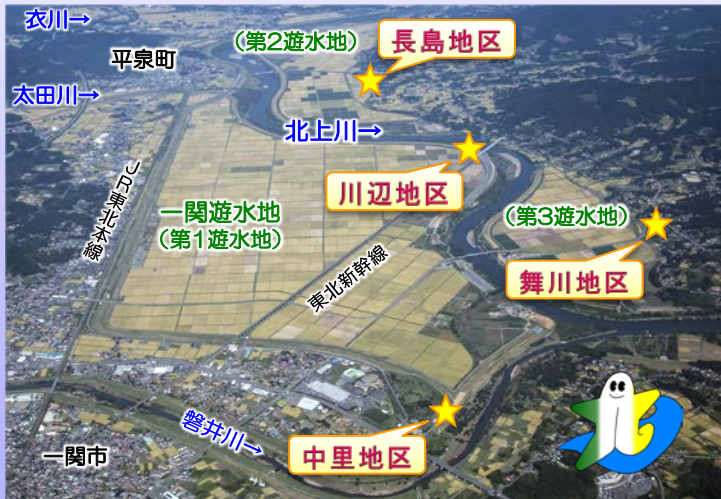 衣川→
(第2遊水地)
長島地区
平泉町
太田川→
北上川→
川辺地区
JR東北本線
一関遊水地
(第1遊水地)
(第3遊水地)
東北新幹線
舞川地区
磐井川→
中里地区
一関市